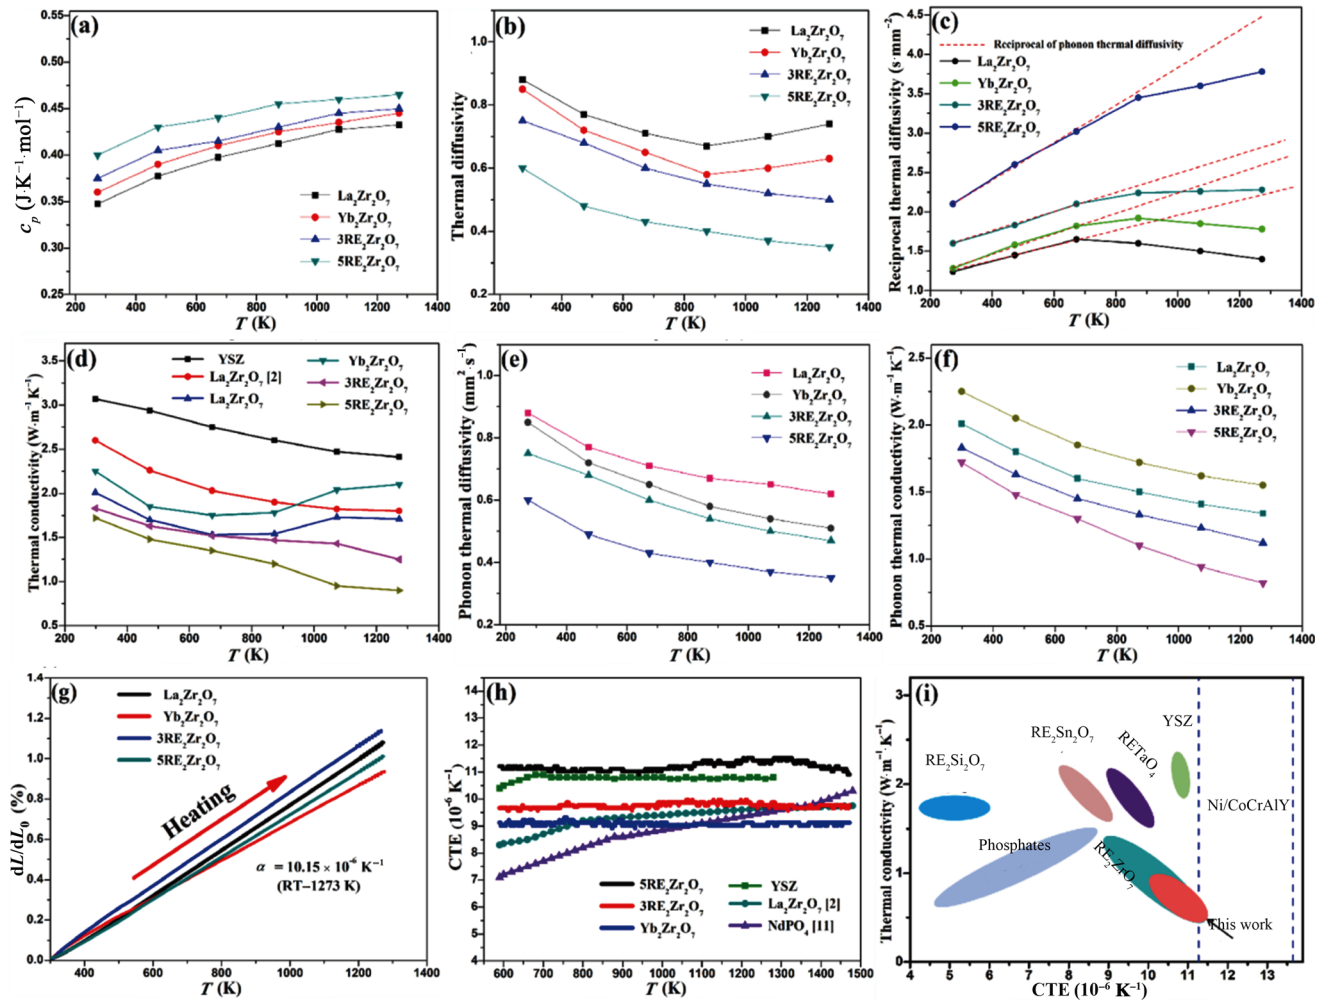 (a)
0.55
0.50
0.45
0.40
0.35
0.30
0.25
c_p (J·K⁻¹·mol⁻¹)
La₂Zr₂O₇
Yb₂Zr₂O₇
3RE₂Zr₂O₇
5RE₂Zr₂O₇
200 400 600 800 1000 1200 1400
T (K)
(b)
1.0
0.8
0.6
0.4
0.2
Thermal diffusivity
La₂Zr₂O₇
Yb₂Zr₂O₇
3RE₂Zr₂O₇
5RE₂Zr₂O₇
200 400 600 800 1000 1200 1400
T (K)
(c)
4.5
4.0
3.5
3.0
2.5
2.0
1.5
1.0
Reciprocal thermal diffusivity (s·mm⁻²)
Reciprocal of phonon thermal diffusivity
La₂Zr₂O₇
Yb₂Zr₂O₇
3RE₂Zr₂O₇
5RE₂Zr₂O₇
200 400 600 800 1000 1200 1400
T (K)
(d)
3.5
3.0
2.5
2.0
1.5
1.0
0.5
Thermal conductivity (W·m⁻¹ K⁻¹)
YSZ
La₂Zr₂O₇ [2]
La₂Zr₂O₇
Yb₂Zr₂O₇
3RE₂Zr₂O₇
5RE₂Zr₂O₇
200 400 600 800 1000 1200 1400
T (K)
(e)
1.0
0.8
0.6
0.4
0.2
Phonon thermal diffusivity (mm²·s⁻¹)
La₂Zr₂O₇
Yb₂Zr₂O₇
3RE₂Zr₂O₇
5RE₂Zr₂O₇
200 400 600 800 1000 1200 1400
T (K)
(f)
2.5
2.0
1.5
1.0
0.5
Phonon thermal conductivity (W·m⁻¹ K⁻¹)
La₂Zr₂O₇
Yb₂Zr₂O₇
3RE₂Zr₂O₇
5RE₂Zr₂O₇
200 400 600 800 1000 1200 1400
T (K)
(g)
1.4
1.2
1.0
0.8
0.6
0.4
0.2
0.0
dL/dL₀ (%)
La₂Zr₂O₇
Yb₂Zr₂O₇
3RE₂Zr₂O₇
5RE₂Zr₂O₇
Heating
α = 10.15 × 10⁻⁶ K⁻¹
(RT–1273 K)
400 600 800 1000 1200 1400
T (K)
(h)
14
13
12
11
10
9
8
7
6
5
4
CTE (10⁻⁶ K⁻¹)
5RE₂Zr₂O₇
3RE₂Zr₂O₇
Yb₂Zr₂O₇
YSZ
La₂Zr₂O₇ [2]
NdPO₄ [11]
600 700 800 900 1000 1100 1200 1300 1400 1500
T (K)
(i)
3
2
1
0
Thermal conductivity (W·m⁻¹·K⁻¹)
RE₂Si₂O₇
RE₂Sn₂O₇
RETaO₄
YSZ
Ni/CoCrAlY
Phosphates
RE₂ZrO₇
This work
4 5 6 7 8 9 10 11 12 13
CTE (10⁻⁶ K⁻¹)